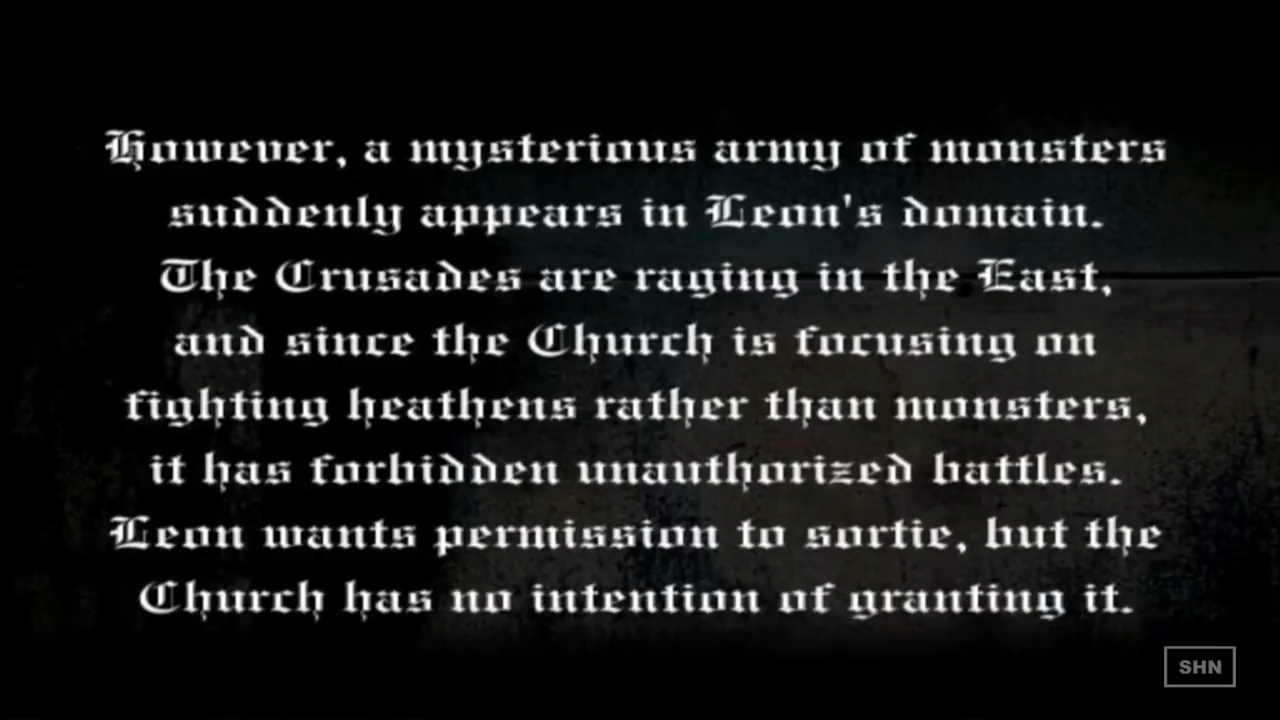 However, a mysterious army of monsters
suddenly appears in Leon's domain.
The Crusades are raging in the East,
and since the Church is focusing on
fighting heathens rather than monsters,
it has forbidden unauthorized battles.
Leon wants permission to sortie, but the
Church has no intention of granting it.
SHN